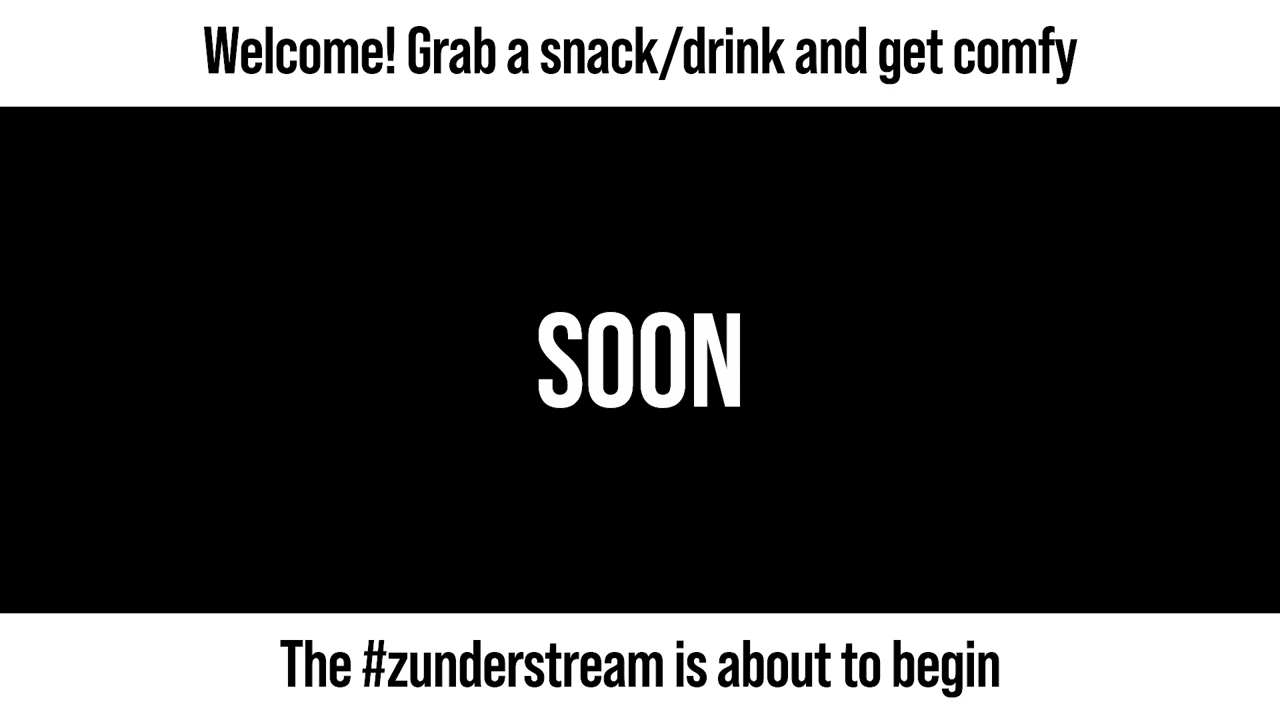 Welcome! Grab a snack/drink and get comfy
SOON
The #zunderstream is about to begin